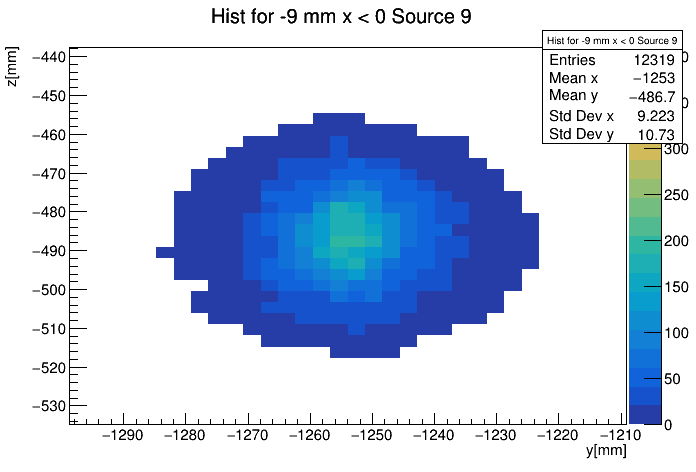 Hist for -9 mm x < 0 Source 9
Hist for -9 mm x < 0 Source 9
Entries 12319
Mean x −1253
Mean y −486.7
Std Dev x 9.223
Std Dev y 10.73
z[mm]
−440
−450
−460
−470
−480
−490
−500
−510
−520
−530
0
0
300
250
200
150
100
50
0
−1290 −1280 −1270 −1260 −1250 −1240 −1230 −1220 −1210
y[mm]